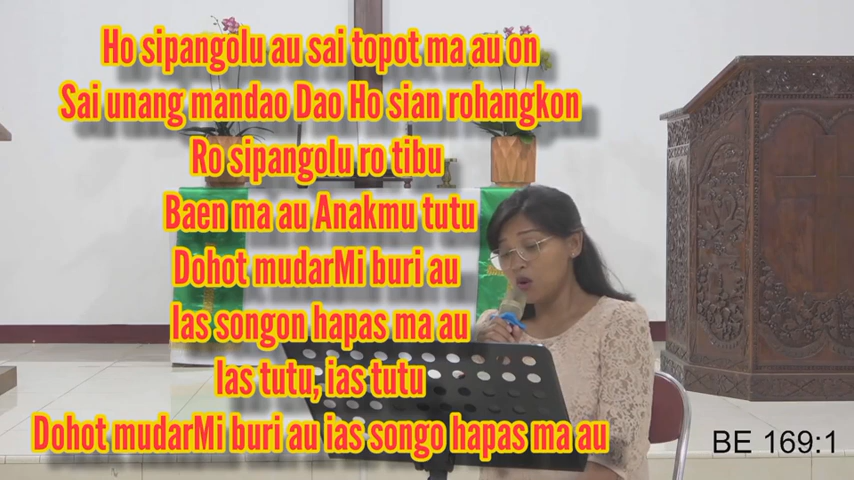 Ho sipangolu au sai topot ma au on
Sai unang mandao Dao Ho sian rohangkon
Ro sipangolu ro tibu
Baen ma au Anakmu tutu
Dohot mudarMi buri au
Ias songon hapas ma au
Ias tutu, ias tutu
Dohot mudarMi buri au ias songo hapas ma au
BE 169:1